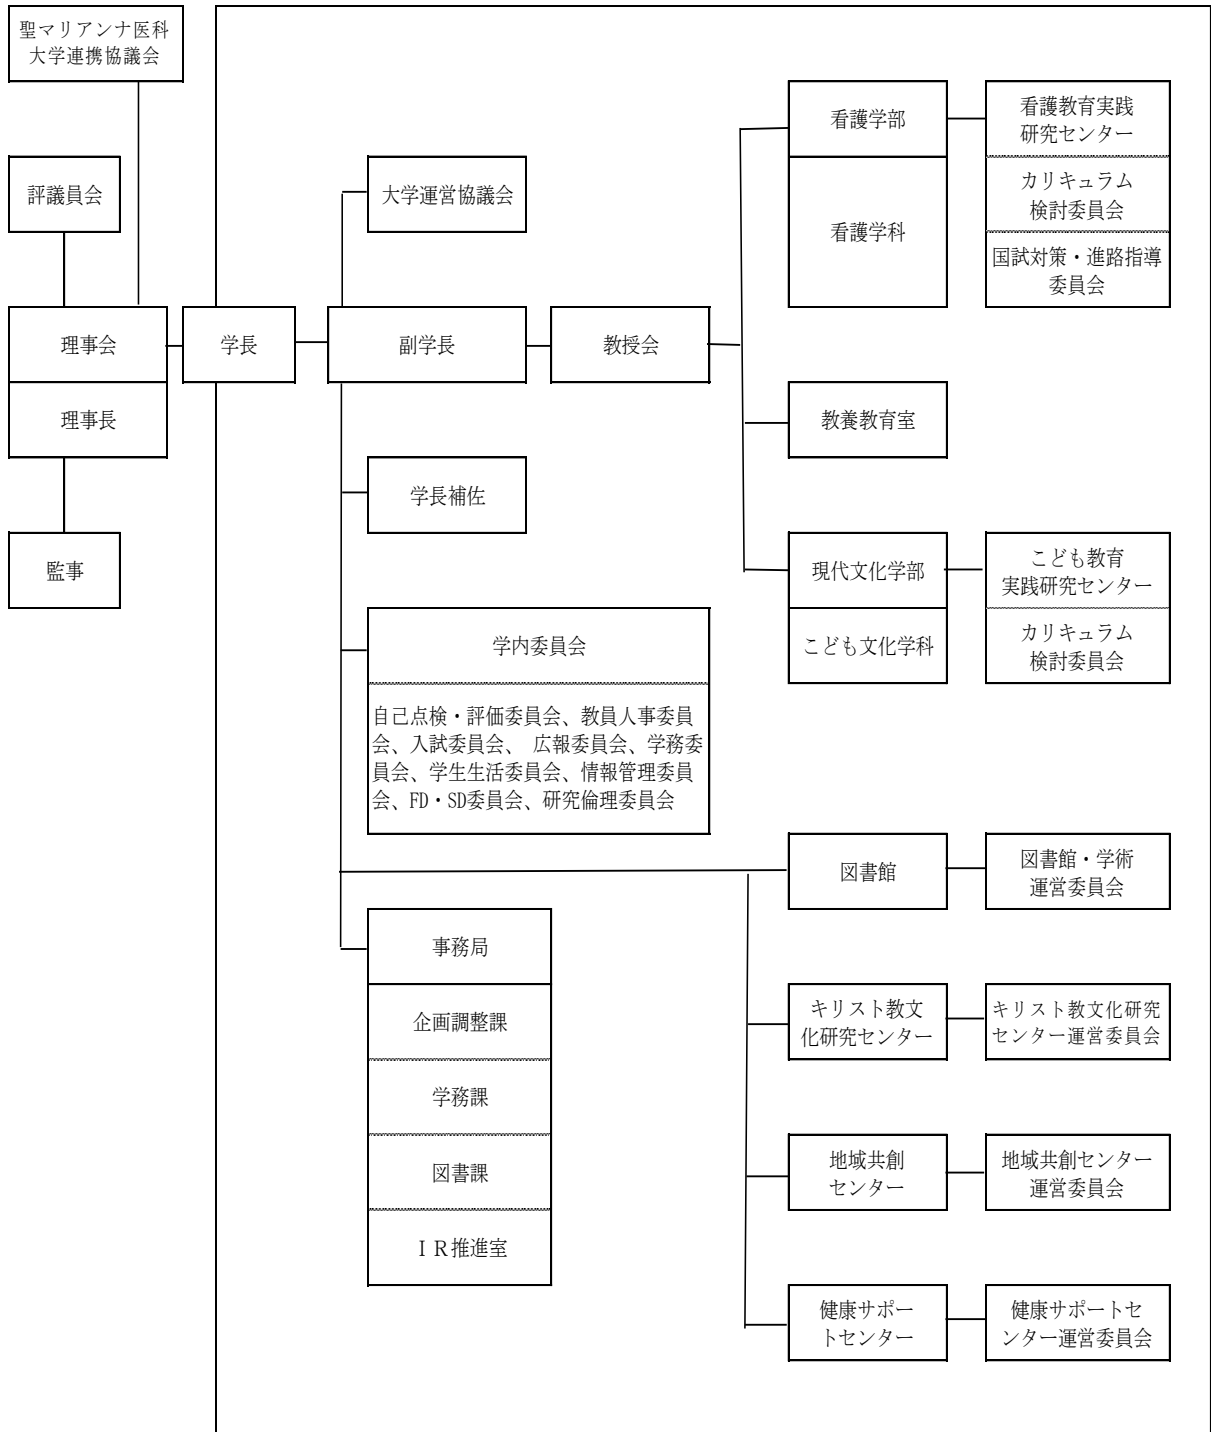 聖マリアンナ医科
大学連携協議会
評議員会
理事会
理事長
監事
学長
大学運営協議会
副学長
学長補佐
学内委員会
自己点検・評価委員会、教員人事委員
会、入試委員会、 広報委員会、学務委
員会、学生生活委員会、情報管理委員
会、FD・SD委員会、研究倫理委員会
事務局
企画調整課
学務課
図書課
ＩＲ推進室
教授会
看護学部
看護学科
看護教育実践
研究センター
カリキュラム
検討委員会
国試対策・進路指導
委員会
教養教育室
現代文化学部
こども文化学科
こども教育
実践研究センター
カリキュラム
検討委員会
図書館
図書館・学術
運営委員会
キリスト教文
化研究センター
キリスト教文化研究
センター運営委員会
地域共創
センター
地域共創センター
運営委員会
健康サポー
トセンター
健康サポートセ
ンター運営委員会